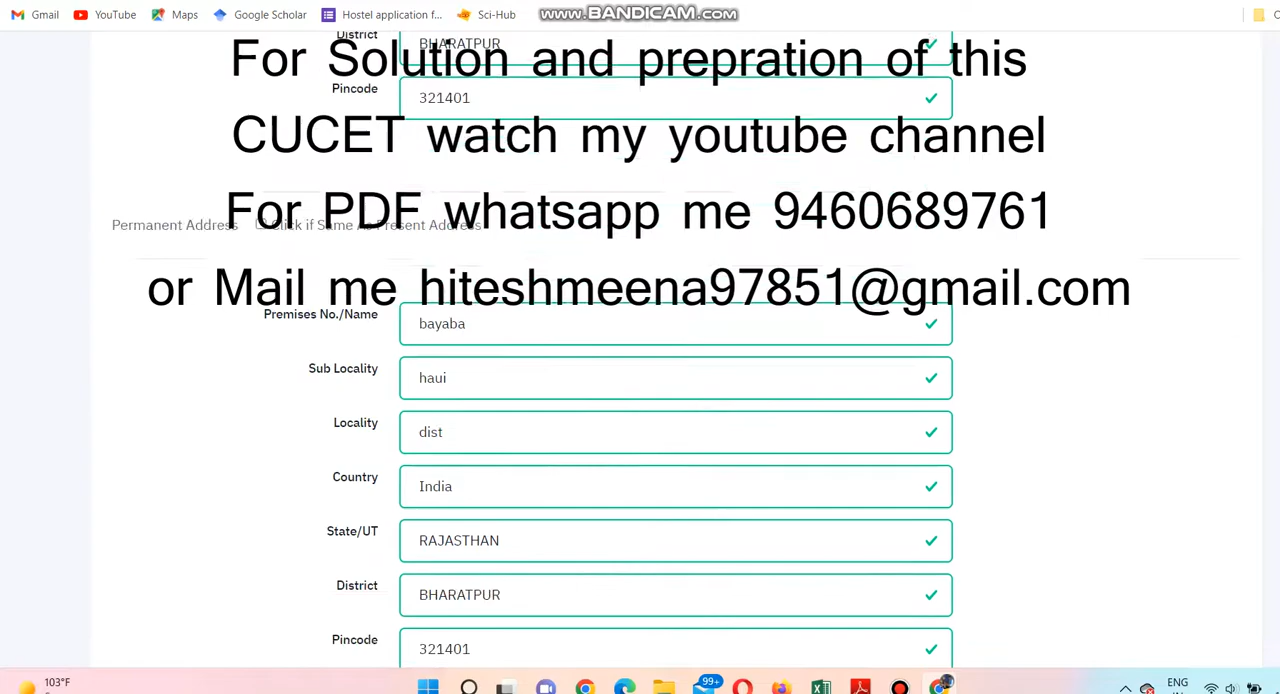 Gmail YouTube Maps Google Scholar Hostel application f... Sci-Hub www.BANDICAM.com
District
BHARATPUR
For Solution and prepration of this
Pincode
321401
CUCET watch my youtube channel
For PDF whatsapp me 9460689761
Permanent Address Click if Same As Present Address
or Mail me hiteshmeena97851@gmail.com
Premises No./Name bayaba
Sub Locality haui
Locality dist
Country India
State/UT RAJASTHAN
District BHARATPUR
Pincode 321401
103°F
99+
ENG